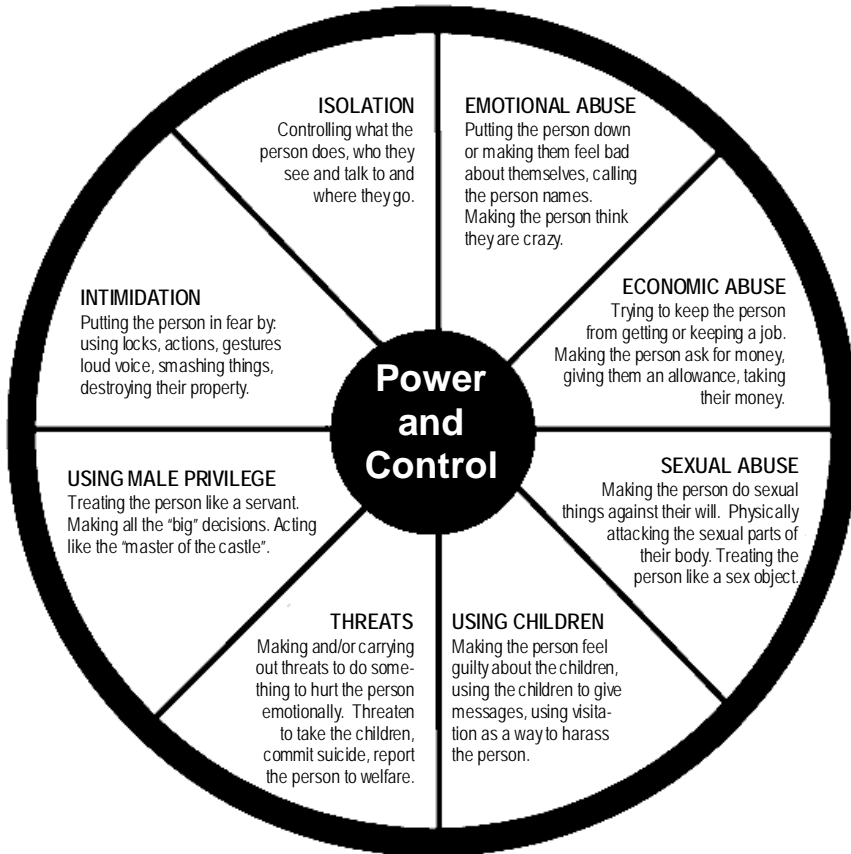 ISOLATION
Controlling what the
person does, who they
see and talk to and
where they go.
EMOTIONAL ABUSE
Putting the person down
or making them feel bad
about themselves, calling
the person names.
Making the person think
they are crazy.
ECONOMIC ABUSE
Trying to keep the person
from getting or keeping a job.
Making the person ask for money,
giving them an allowance, taking
their money.
SEXUAL ABUSE
Making the person do sexual
things against their will. Physically
attacking the sexual parts of
their body. Treating the
person like a sex object.
USING CHILDREN
Making the person feel
guilty about the children,
using the children to give
messages, using visita-
tion as a way to harass
the person.
THREATS
Making and/or carrying
out threats to do some-
thing to hurt the person
emotionally. Threaten
to take the children,
commit suicide, report
the person to welfare.
USING MALE PRIVILEGE
Treating the person like a servant.
Making all the "big" decisions. Acting
like the "master of the castle".
INTIMIDATION
Putting the person in fear by:
using locks, actions, gestures
loud voice, smashing things,
destroying their property.
Power
and
Control